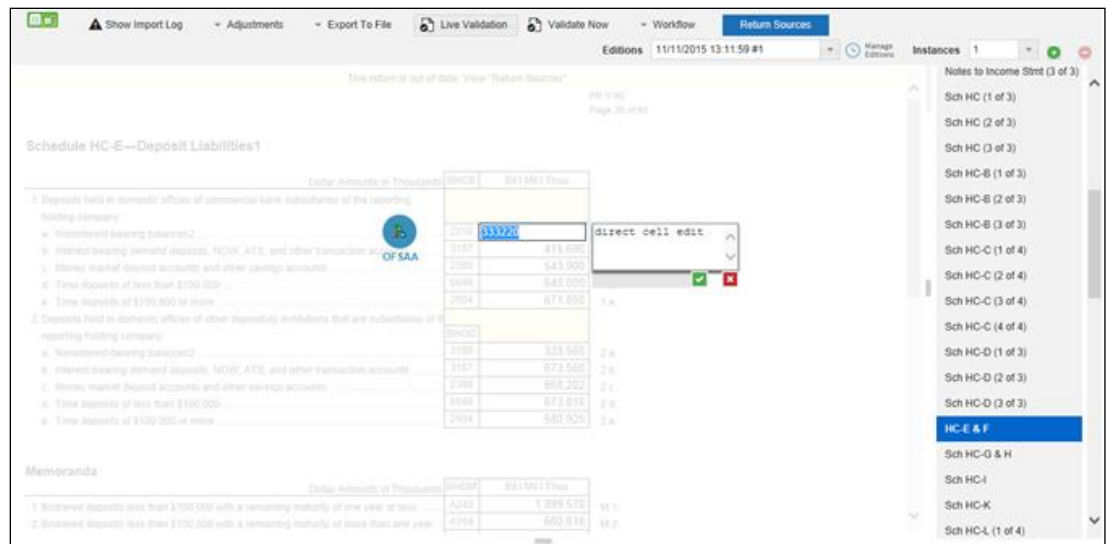 Show Import Log Adjustments Export To File Live Validation Validate Now Workflow Return Sources
Editions 11/11/2015 13:11:59 #1 Manage Editions Instances 1
This return is out of date. View "Return Sources"
FR Y-9C
Schedule HC-E—Deposit Liabilities1
Dollar Amounts in Thousands BHCB Bil | Mil | Thou
1. Deposits held in domestic offices of commercial bank subsidiaries of the reporting
holding company:
a. Noninterest-bearing balances2 2210 333220 direct cell edit
b. Interest-bearing demand deposits, NOW, ATS, and other transaction 3187
OFSAA
c. Money market deposit accounts and other savings accounts 2389 543,900
d. Time deposits of less than $100,000 6648
e. Time deposits of $100,000 or more 2604 1.e.
2. Deposits held in domestic offices of other depository institutions that are subsidiaries of
reporting holding company:
a. Noninterest-bearing balances2 3189 323,560 2.a.
b. Interest-bearing demand deposits, NOW, ATS, and other transaction accounts 3187 673,560 2.b.
c. Money market deposit accounts and other savings accounts 2389 968,202 2.c.
d. Time deposits of less than $100,000 6648 673,816 2.d.
e. Time deposits of $100,000 or more 2604 580,925 2.e.
Memoranda
Dollar Amounts in Thousands BHDM Bil | Mil | Thou
1. Brokered deposits less than $100,000 with a remaining maturity of one year or less A243 M.1.
2. Brokered deposits less than $100,000 with a remaining maturity of more than one year A164 M.2.
Notes to Income Stmt (3 of 3)
Sch HC (1 of 3)
Sch HC (2 of 3)
Sch HC (3 of 3)
Sch HC-B (1 of 3)
Sch HC-B (2 of 3)
Sch HC-B (3 of 3)
Sch HC-C (1 of 4)
Sch HC-C (2 of 4)
Sch HC-C (3 of 4)
Sch HC-C (4 of 4)
Sch HC-D (1 of 3)
Sch HC-D (2 of 3)
Sch HC-D (3 of 3)
HC-E & F
Sch HC-G & H
Sch HC-I
Sch HC-K
Sch HC-L (1 of 4)